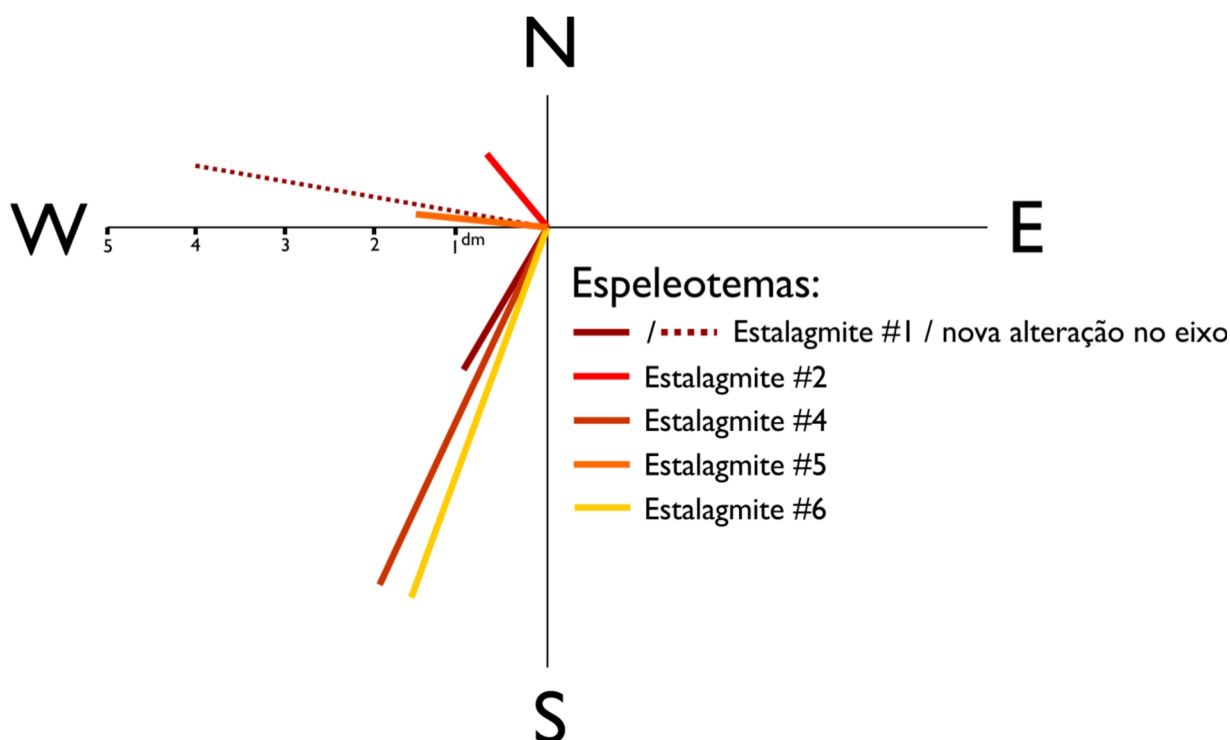 N
W
E
5
4
3
2
1 dm
Espeleotemas:
/ Estalagmite #1 / nova alteração no eixo
Estalagmite #2
Estalagmite #4
Estalagmite #5
Estalagmite #6
S